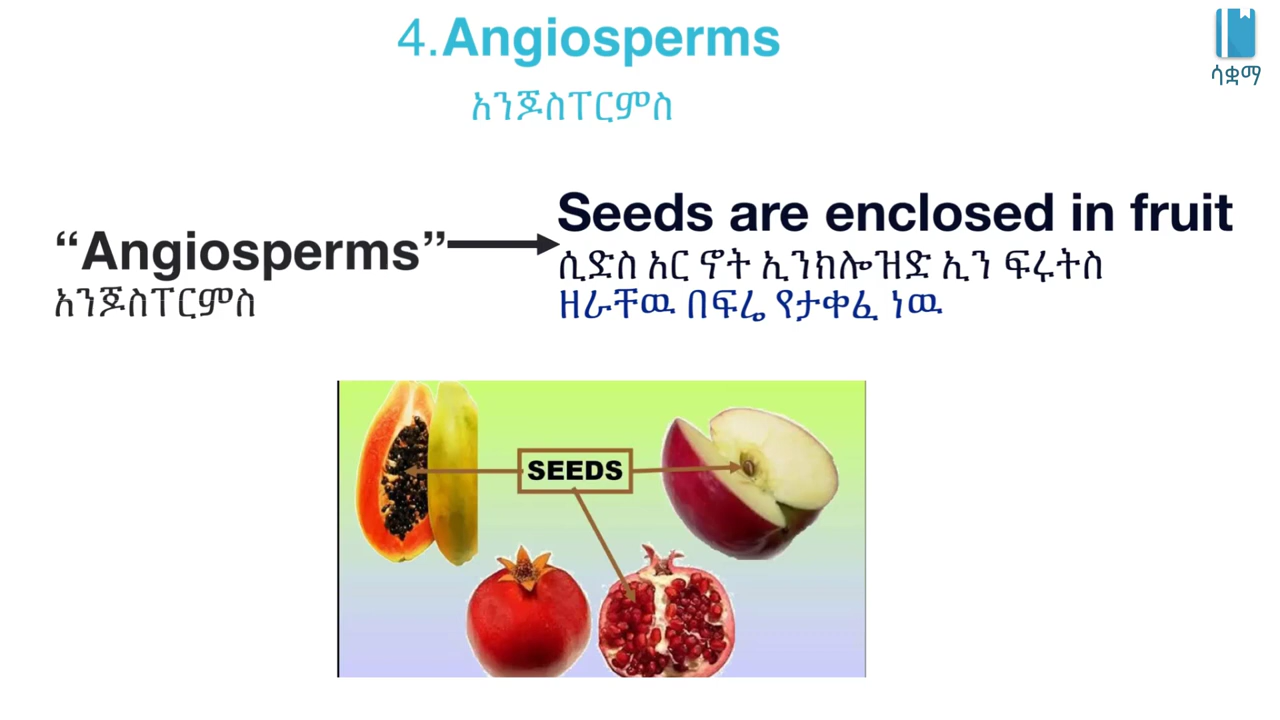 4.Angiosperms
አንጆስፐርምስ
ሳቋማ
“Angiosperms”
አንጆስፐርምስ
Seeds are enclosed in fruit
ሲድስ አር ኖት ኢንክሎዝድ ኢን ፍሩትስ
ዘራቸዉ በፍሬ የታቀፈ ነዉ
SEEDS